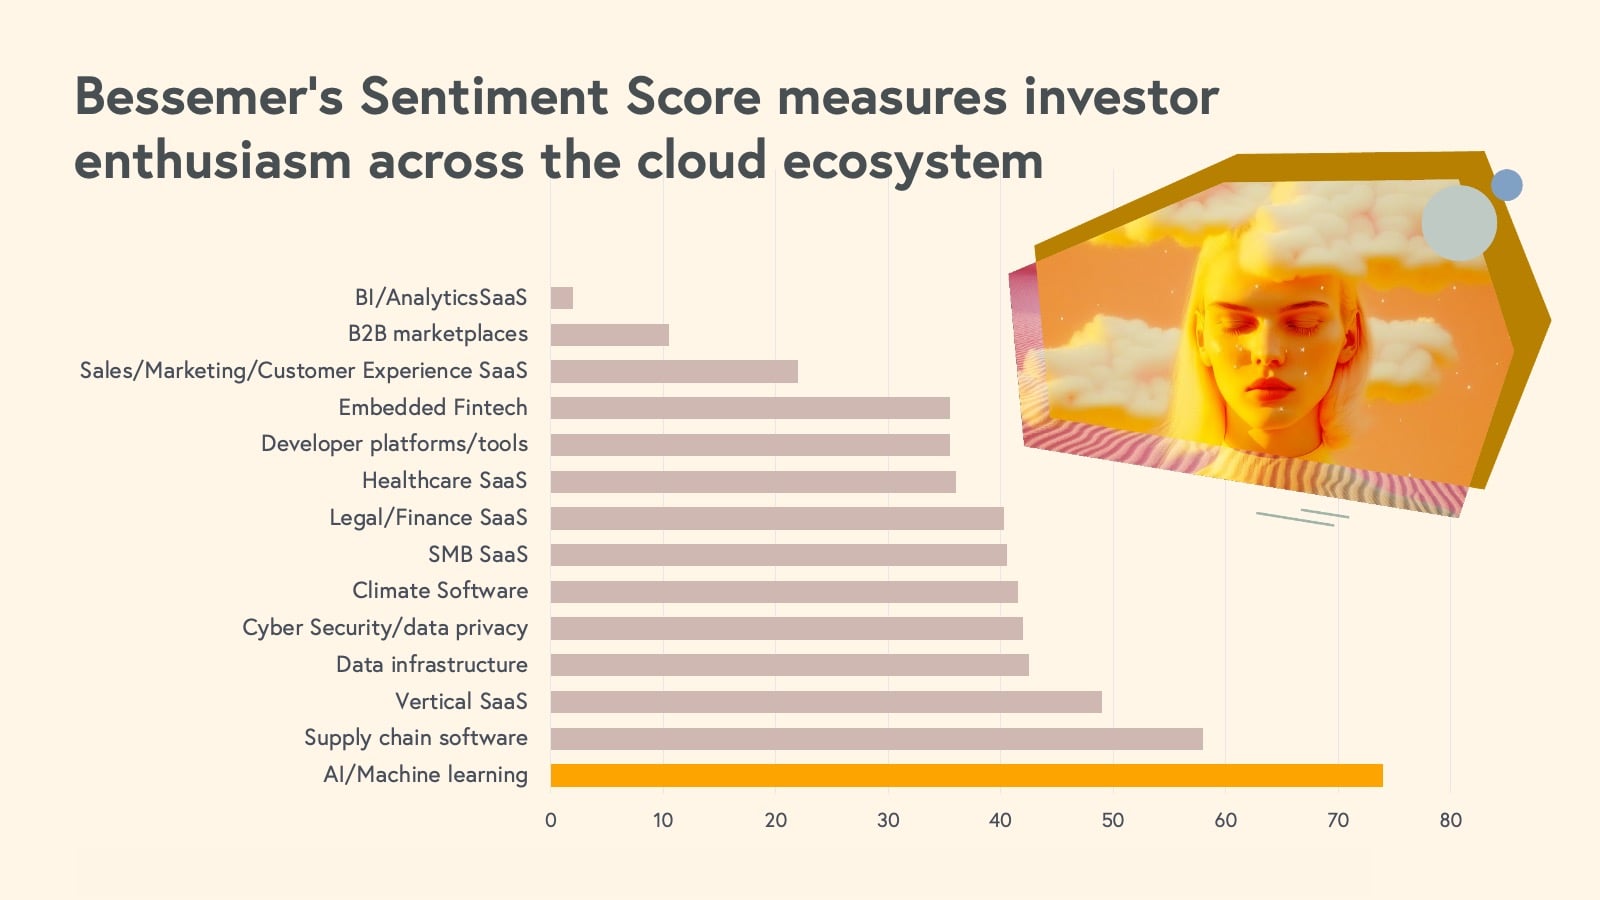 Bessemer's Sentiment Score measures investor
enthusiasm across the cloud ecosystem
BI/AnalyticsSaaS
B2B marketplaces
Sales/Marketing/Customer Experience SaaS
Embedded Fintech
Developer platforms/tools
Healthcare SaaS
Legal/Finance SaaS
SMB SaaS
Climate Software
Cyber Security/data privacy
Data infrastructure
Vertical SaaS
Supply chain software
AI/Machine learning
0 10 20 30 40 50 60 70 80